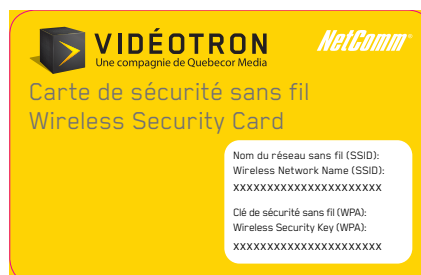 VIDÉOTRON
Une compagnie de Quebecor Media
NetComm®
Carte de sécurité sans fil
Wireless Security Card
Nom du réseau sans fil (SSID):
Wireless Network Name (SSID):
xxxxxxxxxxxxxxxxxxxxxx
Clé de sécurité sans fil (WPA):
Wireless Security Key (WPA):
xxxxxxxxxxxxxxxxxxxxxx